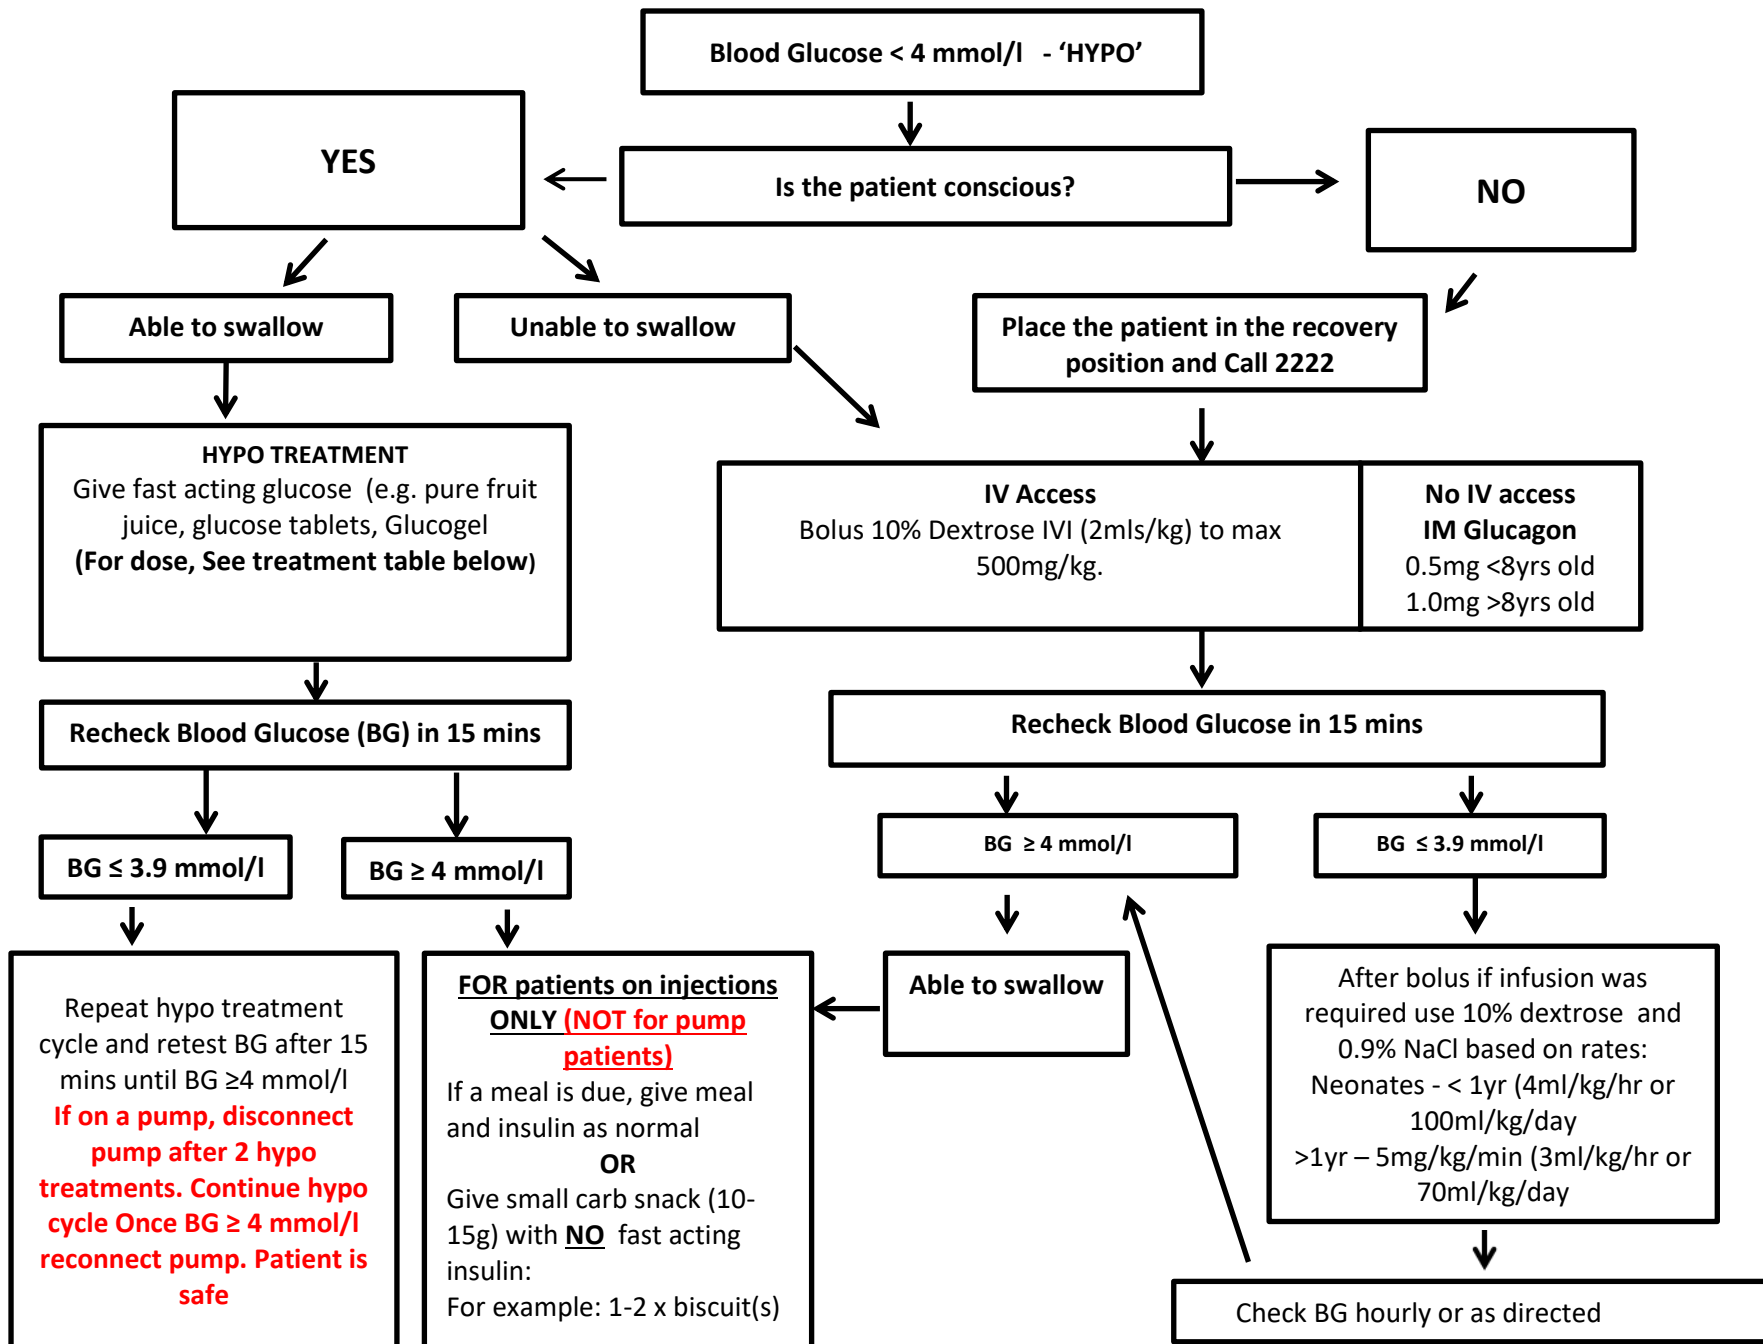 Blood Glucose < 4 mmol/l - ‘HYPO’
YES
Is the patient conscious?
NO
Able to swallow
Unable to swallow
Place the patient in the recovery
position and Call 2222
HYPO TREATMENT
Give fast acting glucose (e.g. pure fruit
juice, glucose tablets, Glucogel
(For dose, See treatment table below)
IV Access
Bolus 10% Dextrose IVI (2mls/kg) to max
500mg/kg.
No IV access
IM Glucagon
0.5mg <8yrs old
1.0mg >8yrs old
Recheck Blood Glucose (BG) in 15 mins
Recheck Blood Glucose in 15 mins
BG ≤ 3.9 mmol/l
BG ≥ 4 mmol/l
BG ≥ 4 mmol/l
BG ≤ 3.9 mmol/l
Repeat hypo treatment
cycle and retest BG after 15
mins until BG ≥4 mmol/l
If on a pump, disconnect
pump after 2 hypo
treatments. Continue hypo
cycle Once BG ≥ 4 mmol/l
reconnect pump. Patient is
safe
FOR patients on injections
ONLY (NOT for pump
patients)
If a meal is due, give meal
and insulin as normal
OR
Give small carb snack (10-
15g) with NO fast acting
insulin:
For example: 1-2 x biscuit(s)
Able to swallow
After bolus if infusion was
required use 10% dextrose and
0.9% NaCl based on rates:
Neonates - < 1yr (4ml/kg/hr or
100ml/kg/day
>1yr – 5mg/kg/min (3ml/kg/hr or
70ml/kg/day
Check BG hourly or as directed